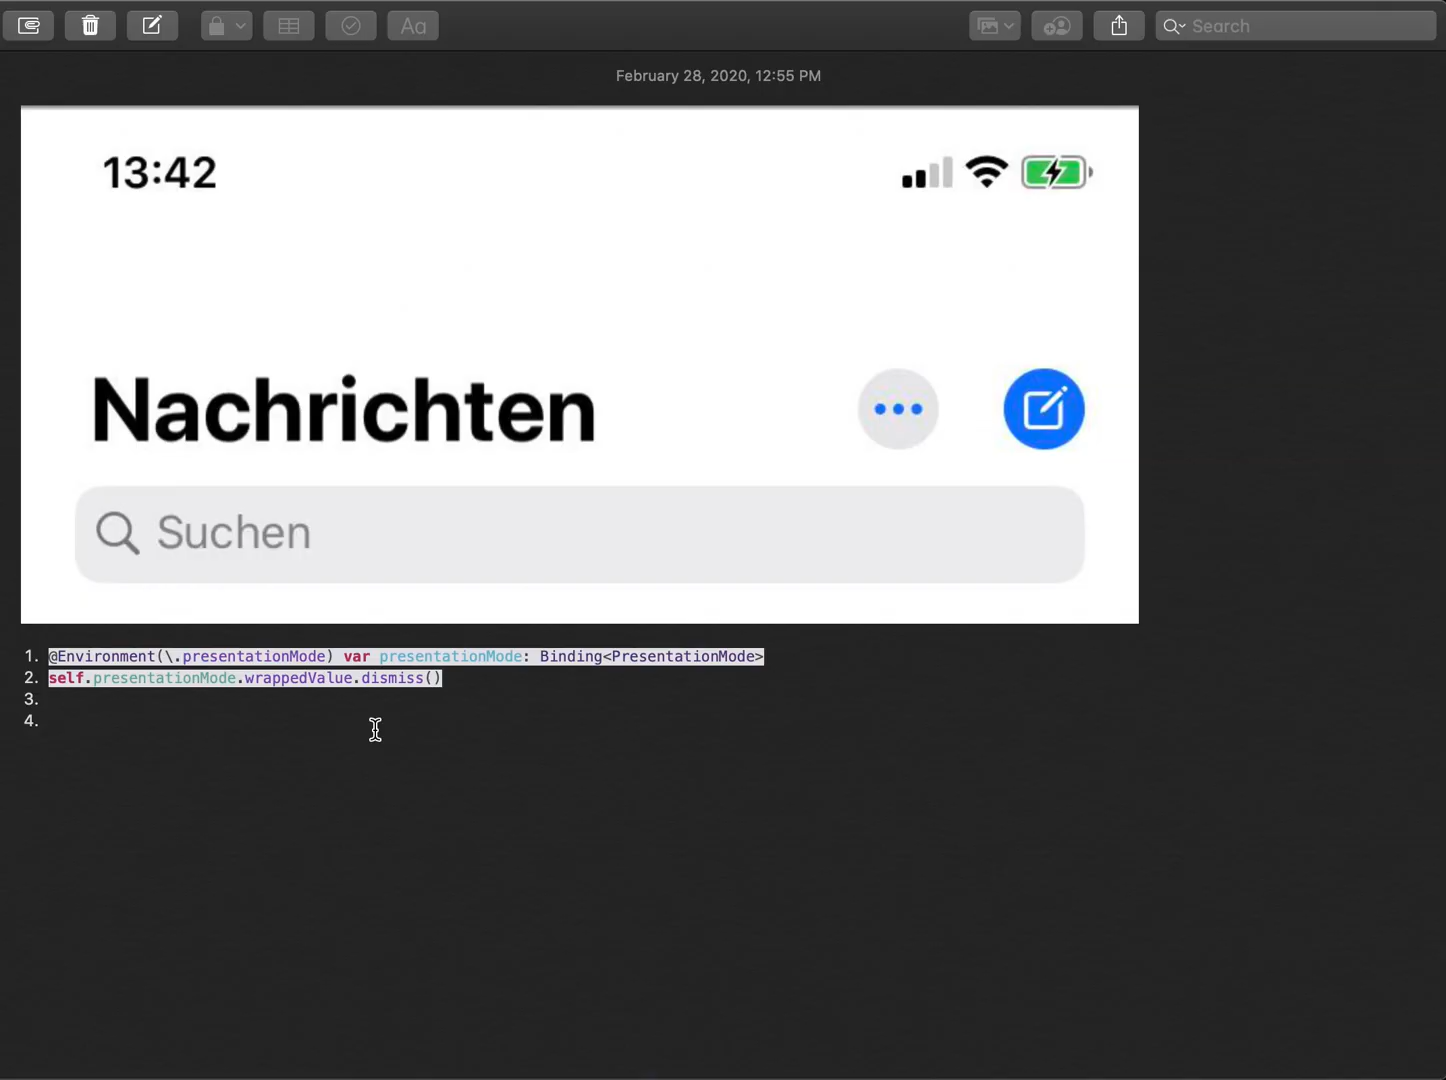 Aa
Search
February 28, 2020, 12:55 PM
13:42
Nachrichten
Suchen
1. @Environment(\.presentationMode) var presentationMode: Binding<PresentationMode>
2. self.presentationMode.wrappedValue.dismiss()
3.
4.